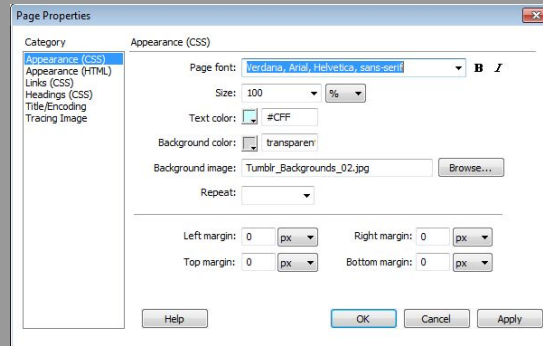 Page Properties
Category
Appearance (CSS)
Appearance (HTML)
Links (CSS)
Headings (CSS)
Title/Encoding
Tracing Image
Appearance (CSS)
Page font: Verdana, Arial, Helvetica, sans-serif B I
Size: 100 %
Text color: #CFF
Background color: transparen
Background image: Tumblr_Backgrounds_02.jpg Browse...
Repeat:
Left margin: 0 px Right margin: 0 px
Top margin: 0 px Bottom margin: 0 px
Help OK Cancel Apply